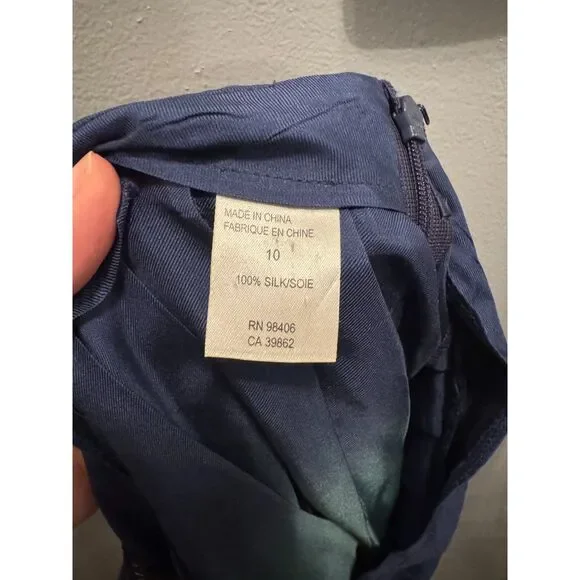 MADE IN CHINA
FABRIQUE EN CHINE
10
100% SILK/SOIE
RN 98406
CA 39862